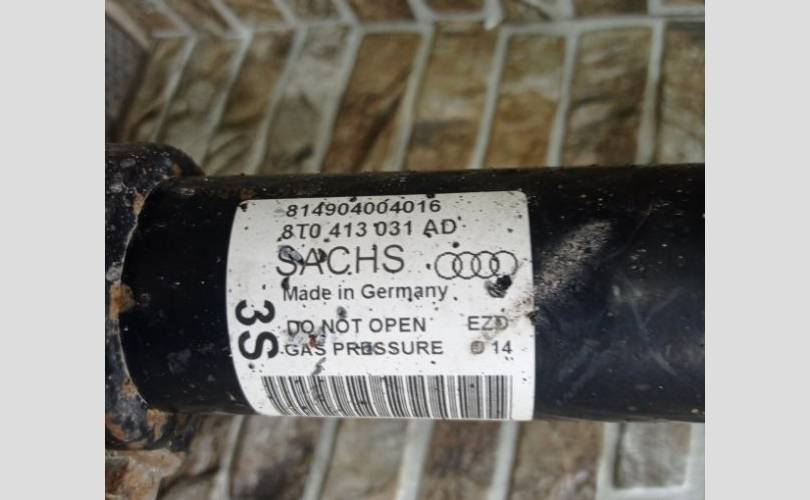 814904004016
8T0 413 031 AD
SACHS
Made in Germany
DO NOT OPEN EZD
GAS PRESSURE 14
3S